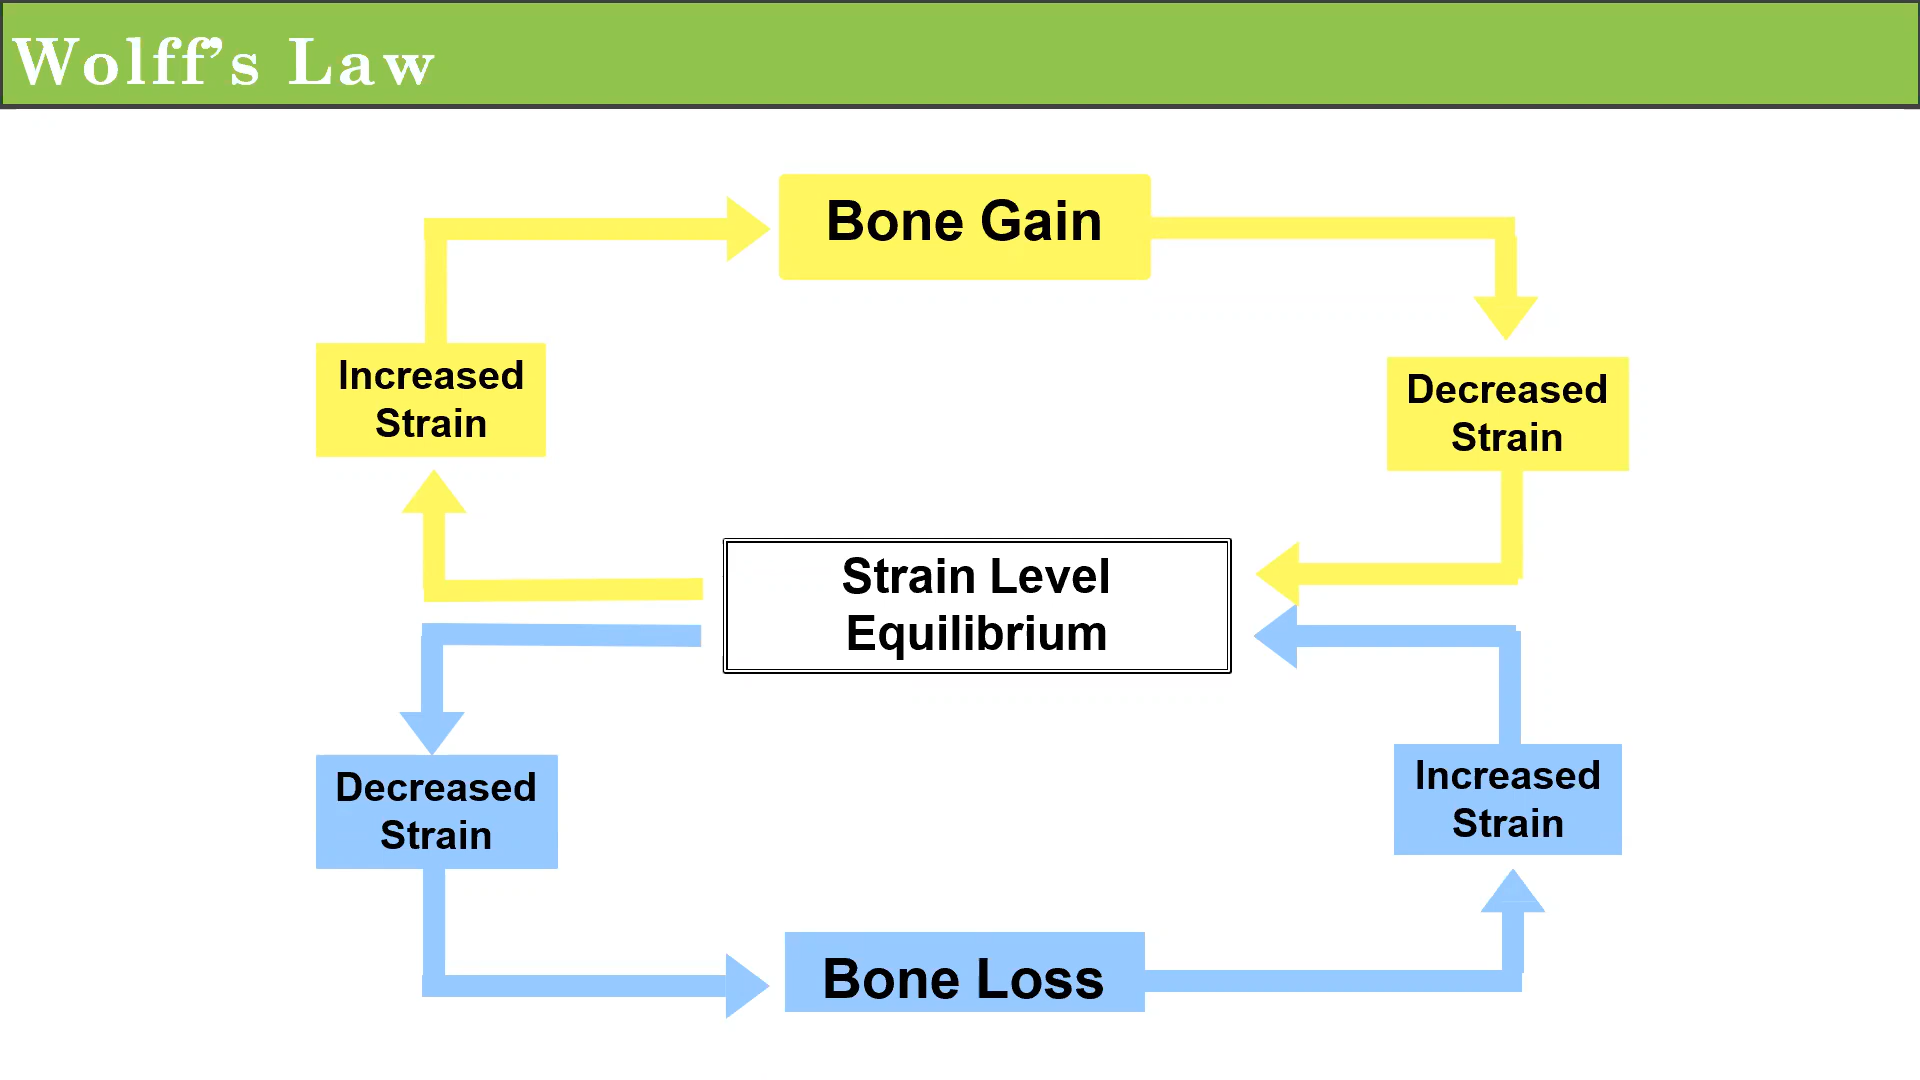 Wolff’s Law
Bone Gain
Increased
Strain
Decreased
Strain
Strain Level
Equilibrium
Decreased
Strain
Increased
Strain
Bone Loss